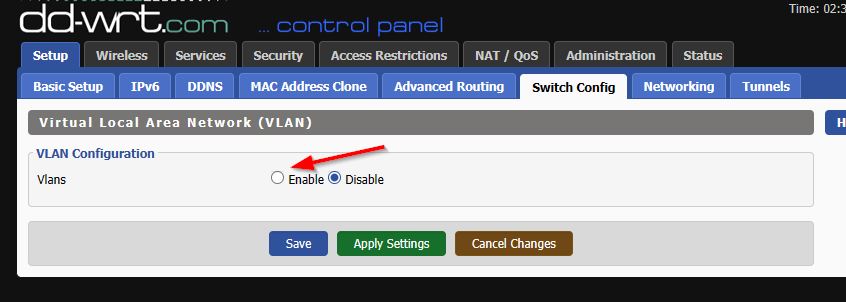 dd-wrt.com ... control panel
Time: 02:3
Setup Wireless Services Security Access Restrictions NAT / QoS Administration Status
Basic Setup IPv6 DDNS MAC Address Clone Advanced Routing Switch Config Networking Tunnels
Virtual Local Area Network (VLAN)
H
VLAN Configuration
Vlans Enable Disable
Save Apply Settings Cancel Changes